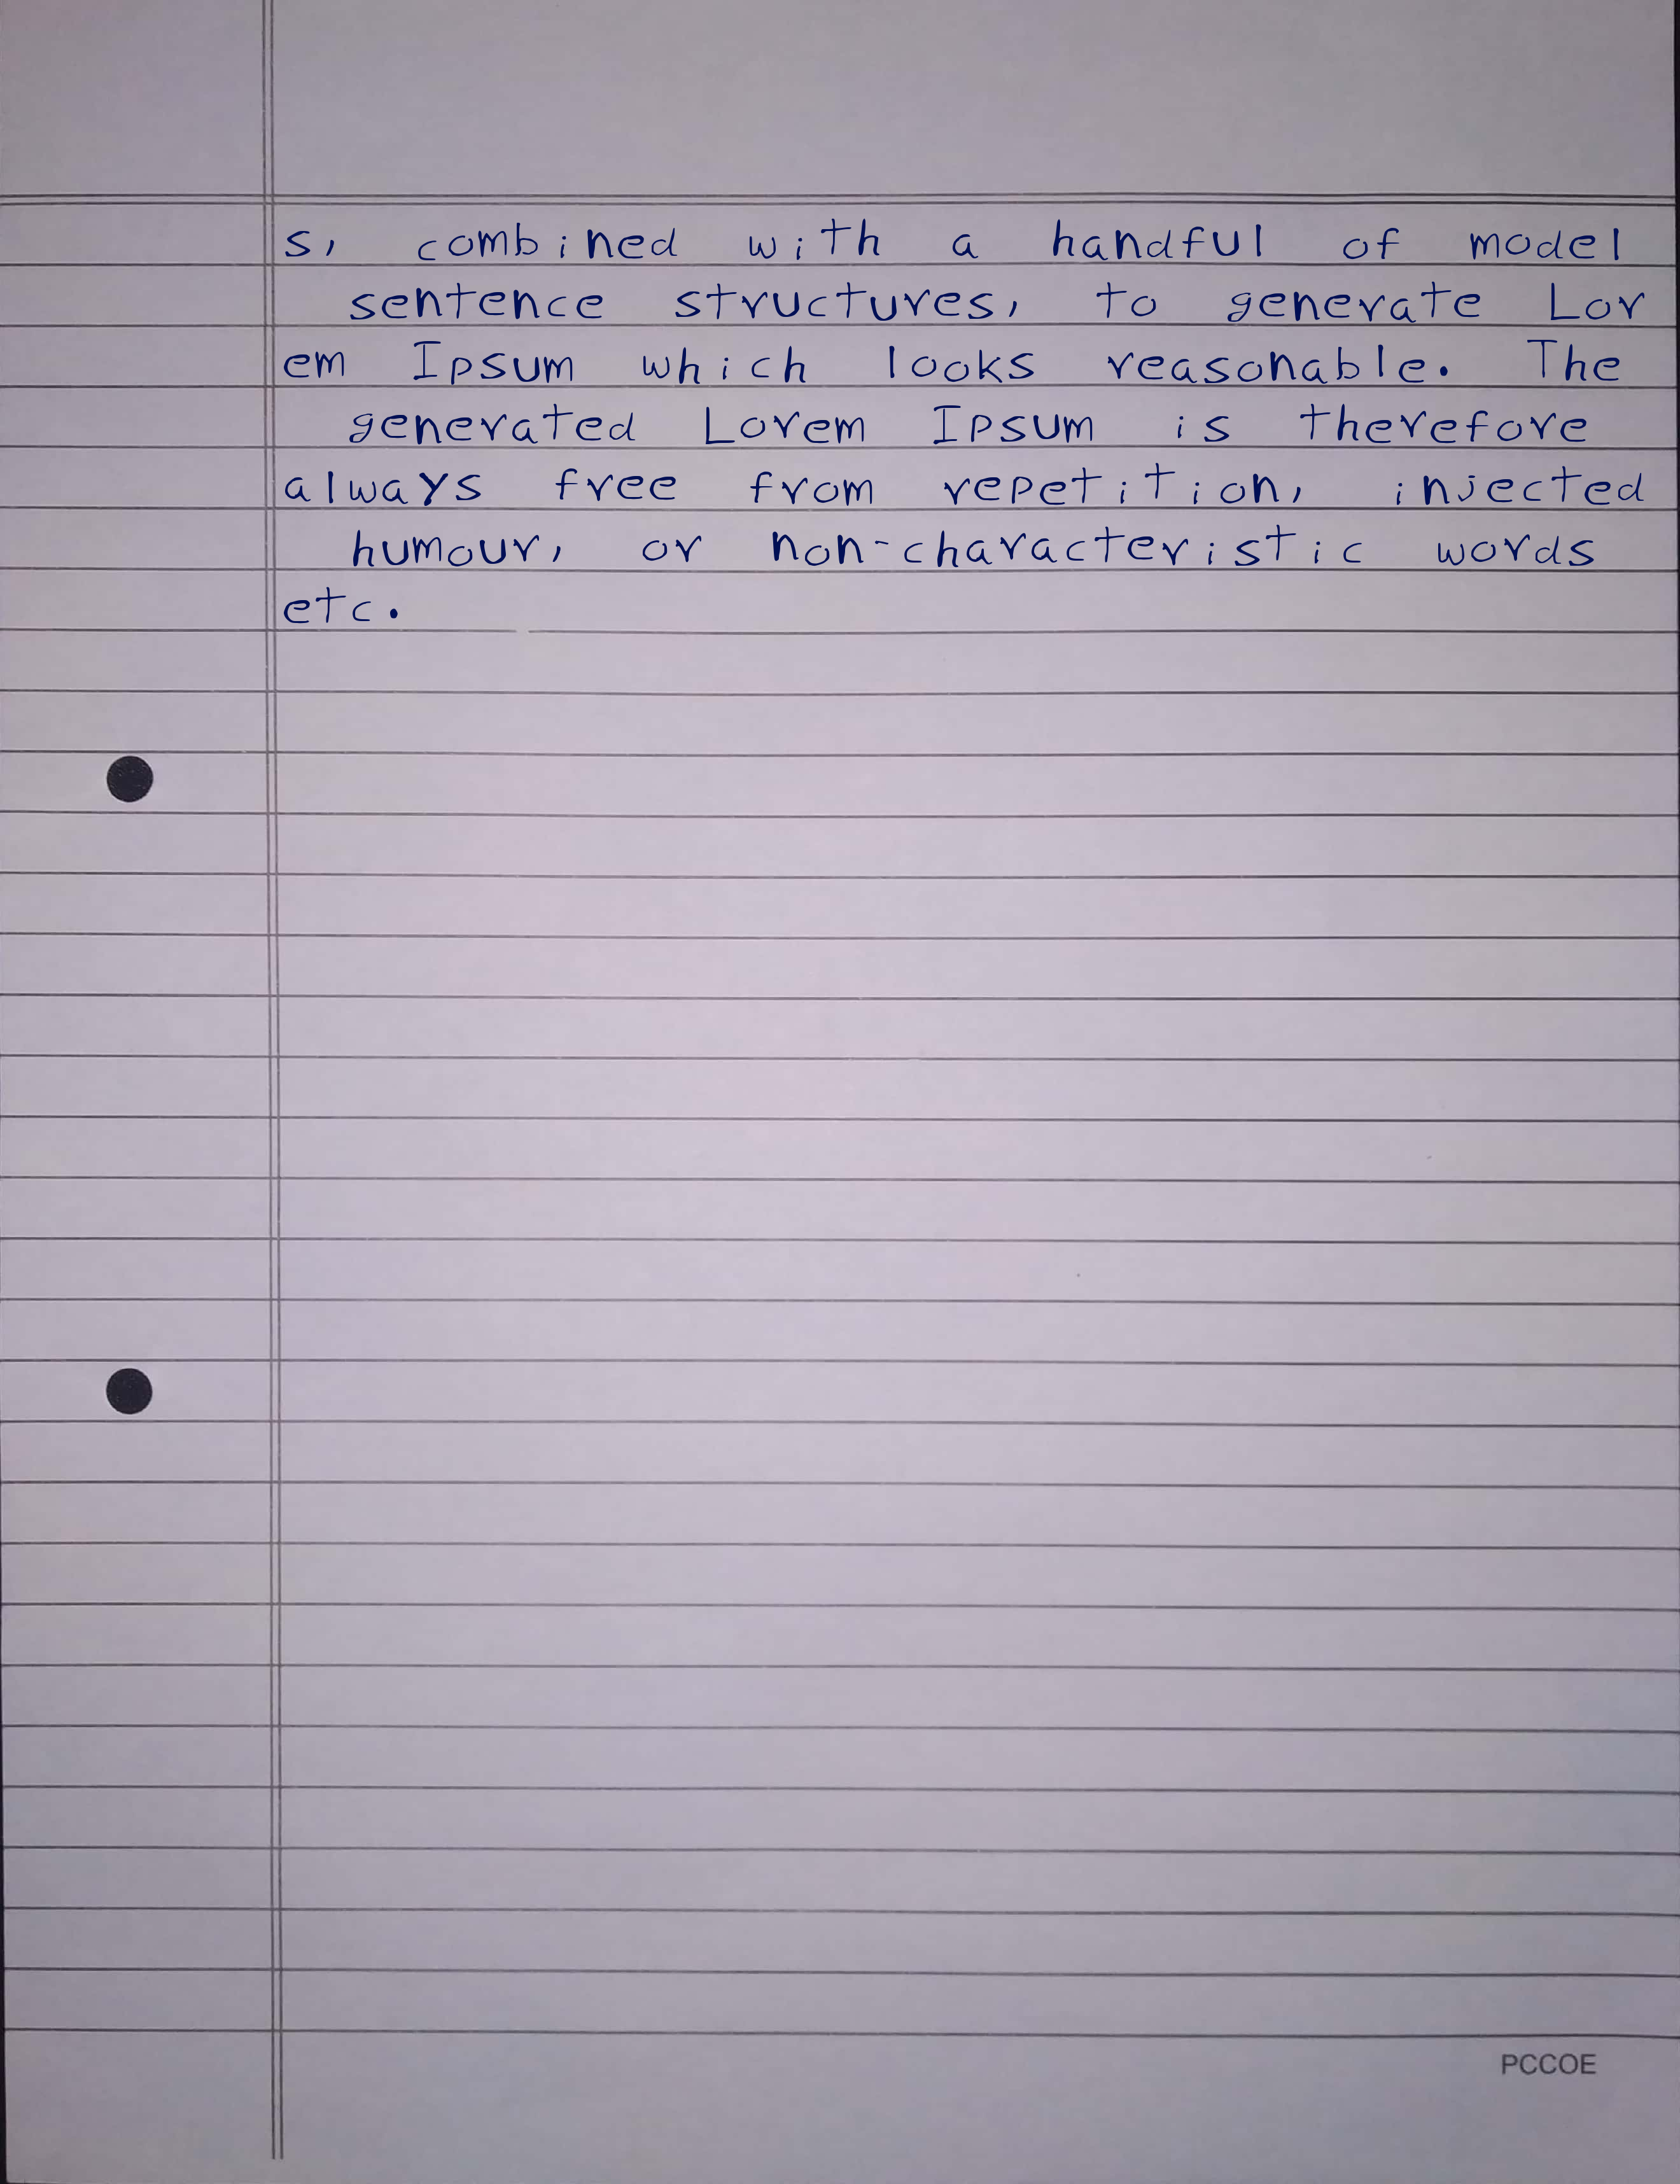 s, combined with a handful of model
sentence structures, to generate Lor
em Ipsum which looks reasonable. The
generated Lorem Ipsum is therefore
always free from repetition, injected
humour, or non-characteristic words
etc.
PCCOE